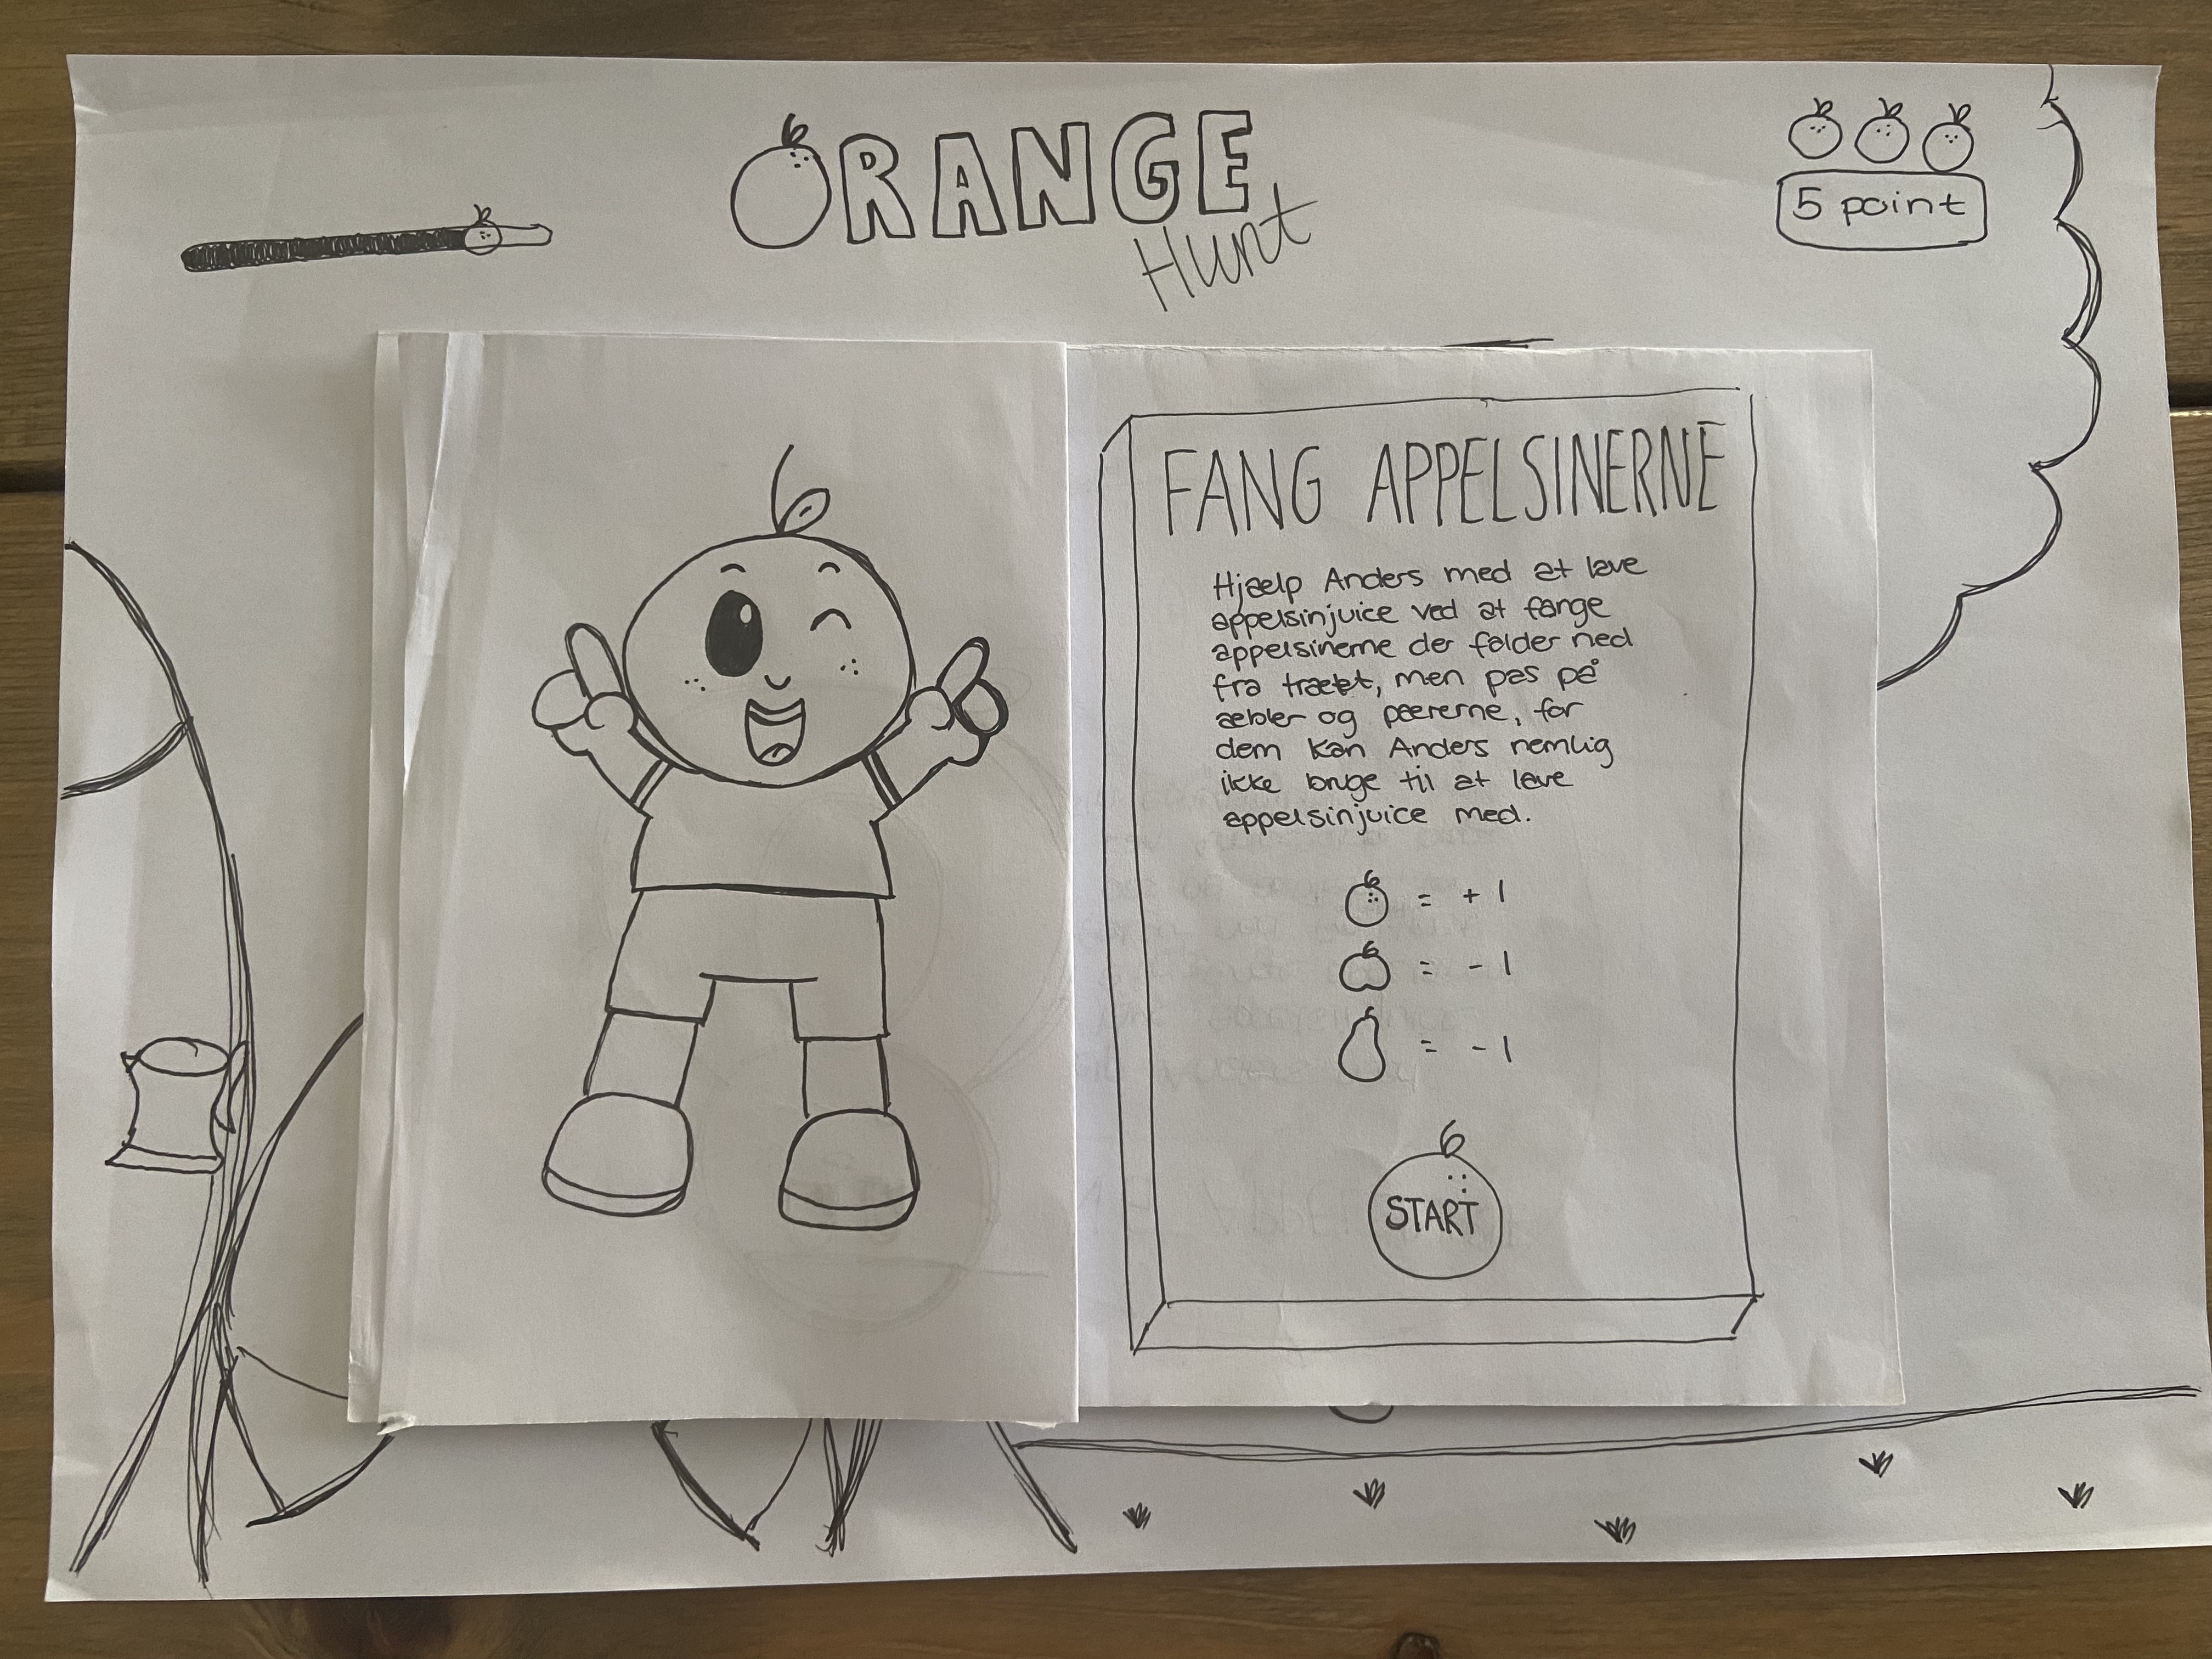 ORANGE
Hunt
5 point
FANG APPELSINERNE
Hjælp Anders med at lave
appelsinjuice ved at fange
appelsinerne der falder ned
fra træet, men pas på
æbler og pærerne, for
dem kan Anders nemlig
ikke bruge til at lave
appelsinjuice med.
= + 1
= - 1
= - 1
START